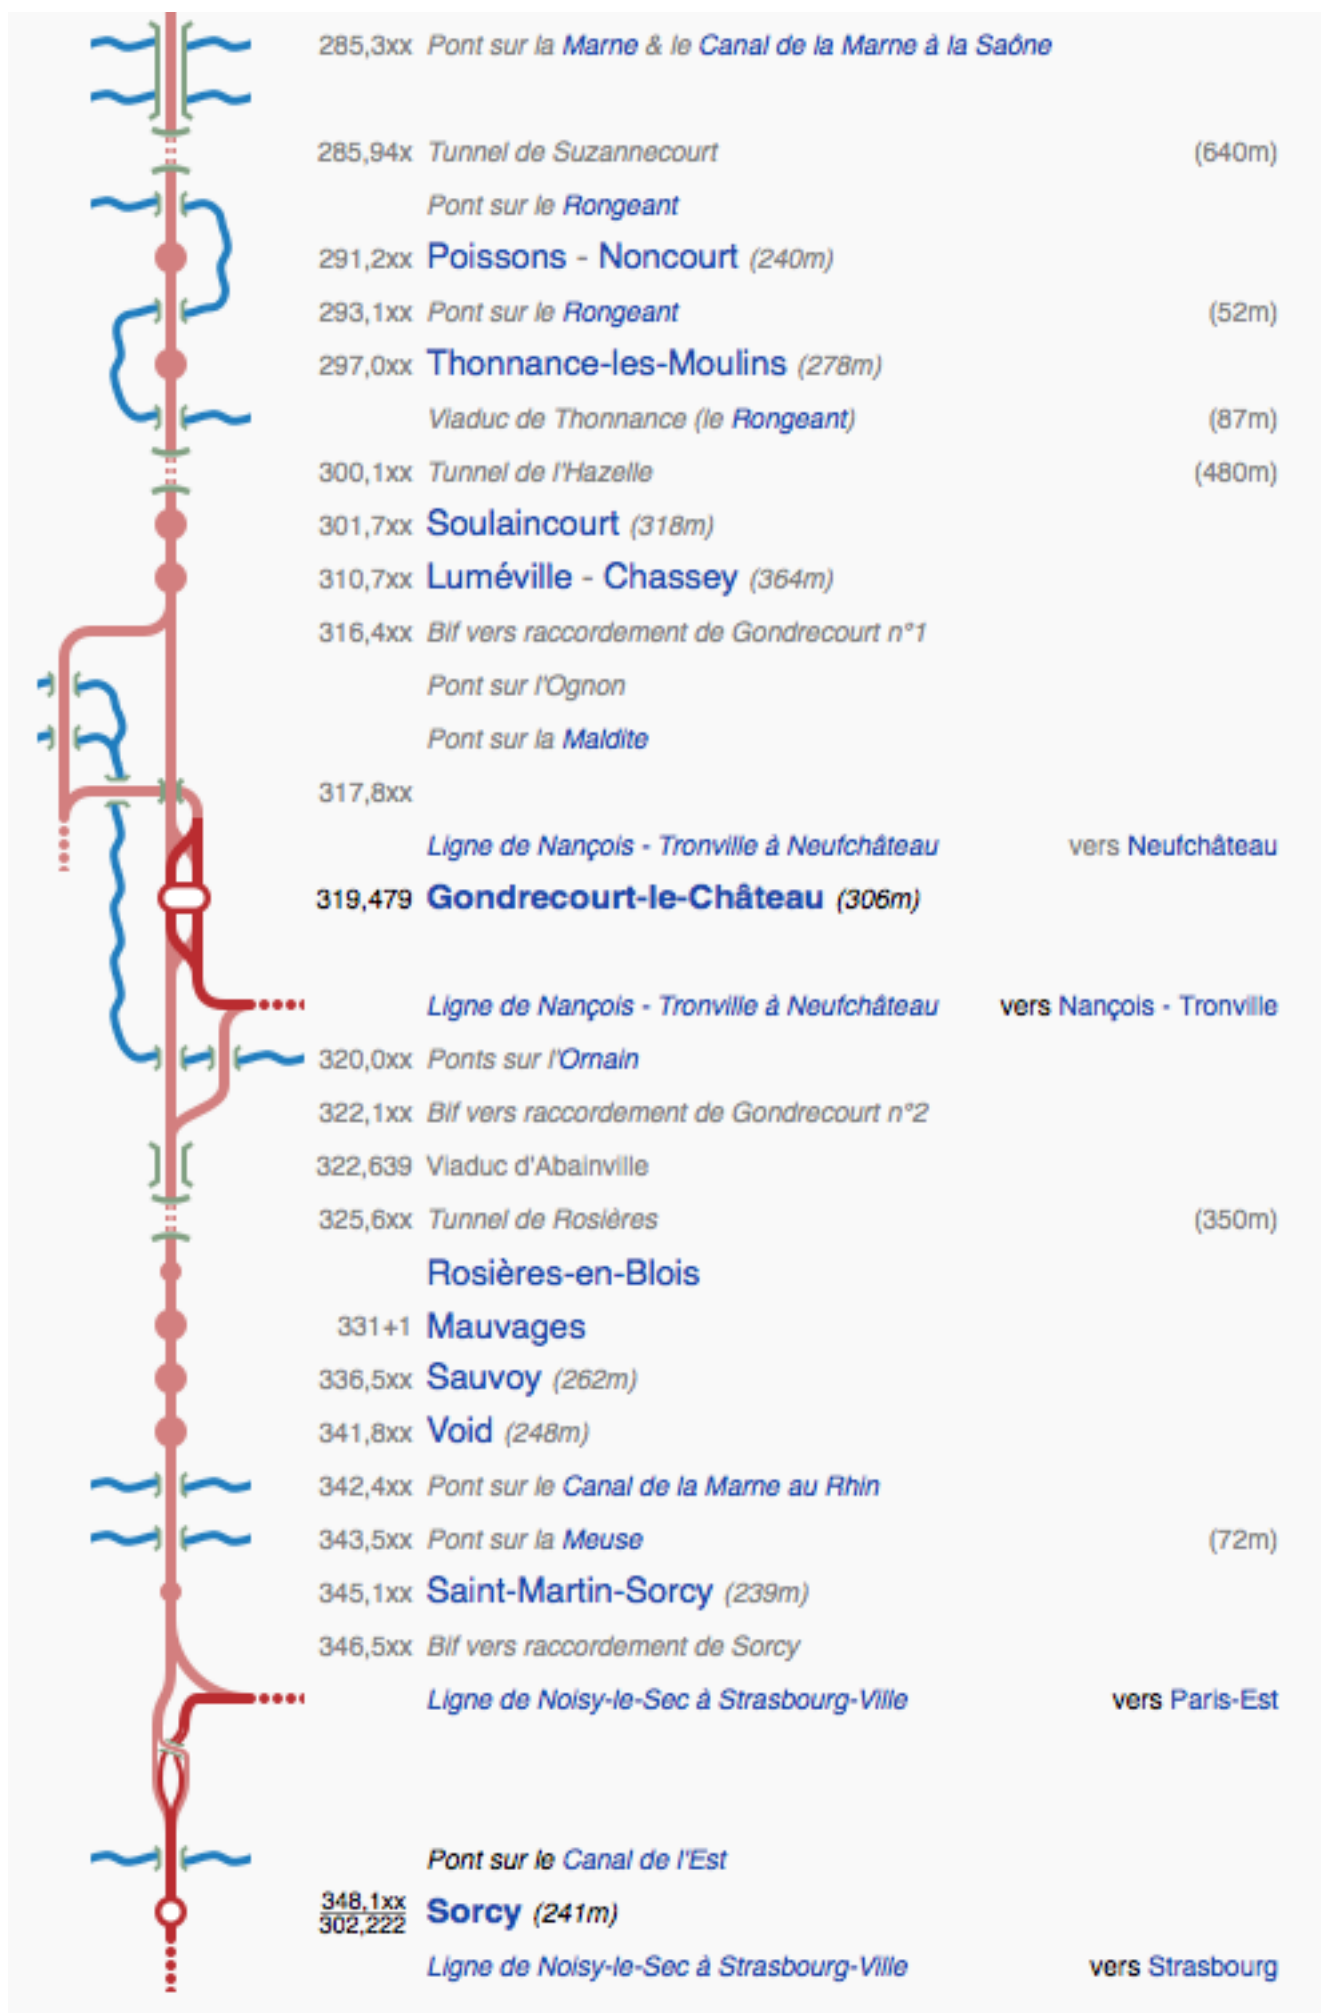 285,3xx Pont sur la Marne & le Canal de la Marne à la Saône
285,94x Tunnel de Suzannecourt (640m)
Pont sur le Rongeant
291,2xx Poissons - Noncourt (240m)
293,1xx Pont sur le Rongeant (52m)
297,0xx Thonnance-les-Moulins (278m)
Viaduc de Thonnance (le Rongeant) (87m)
300,1xx Tunnel de l'Hazelle (480m)
301,7xx Soulaincourt (318m)
310,7xx Luméville - Chassey (364m)
316,4xx Bif vers raccordement de Gondrecourt n°1
Pont sur l'Ognon
Pont sur la Maldite
317,8xx
Ligne de Nançois - Tronville à Neufchâteau vers Neufchâteau
319,479 Gondrecourt-le-Château (306m)
Ligne de Nançois - Tronville à Neufchâteau vers Nançois - Tronville
320,0xx Ponts sur l'Ornain
322,1xx Bif vers raccordement de Gondrecourt n°2
322,639 Viaduc d'Abainville
325,6xx Tunnel de Rosières (350m)
Rosières-en-Blois
331+1 Mauvages
336,5xx Sauvoy (262m)
341,8xx Void (248m)
342,4xx Pont sur le Canal de la Marne au Rhin
343,5xx Pont sur la Meuse (72m)
345,1xx Saint-Martin-Sorcy (239m)
346,5xx Bif vers raccordement de Sorcy
Ligne de Noisy-le-Sec à Strasbourg-Ville vers Paris-Est
Pont sur le Canal de l'Est
348,1xx
302,222 Sorcy (241m)
Ligne de Noisy-le-Sec à Strasbourg-Ville vers Strasbourg